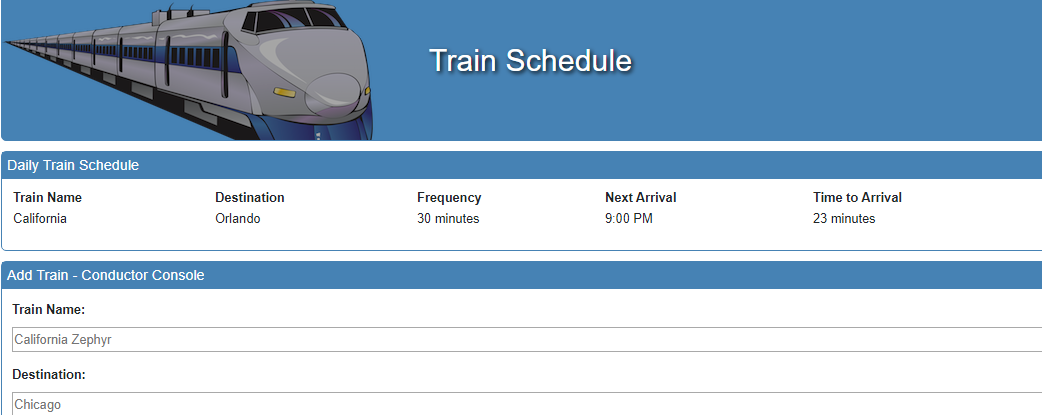 Train Schedule
Daily Train Schedule
Train Name Destination Frequency Next Arrival Time to Arrival
California Orlando 30 minutes 9:00 PM 23 minutes
Add Train - Conductor Console
Train Name:
California Zephyr
Destination:
Chicago